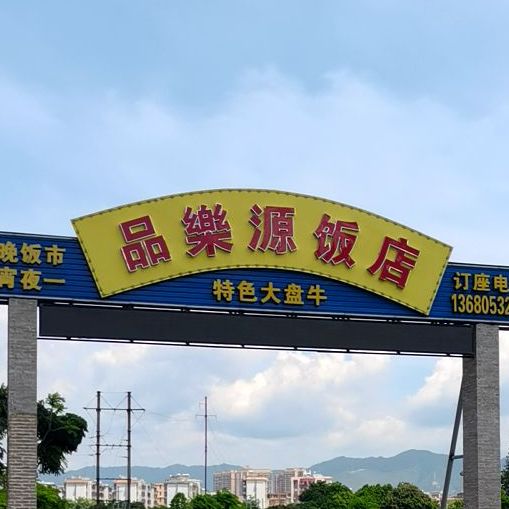 品樂源饭店
晚饭市
宵夜一
特色大盘牛
订座电
13680532